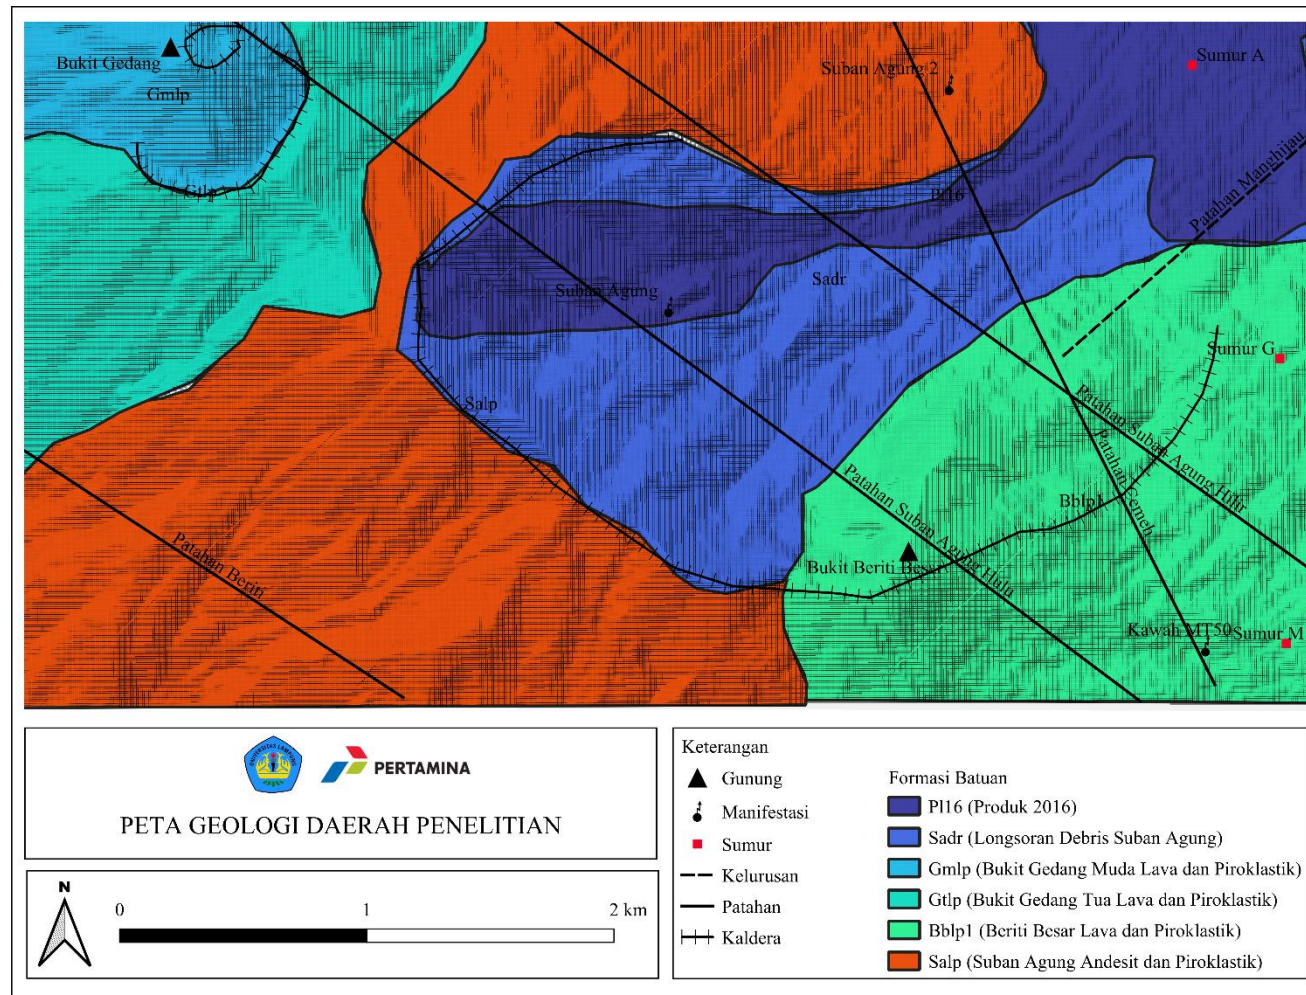 Bukit Gedang
Gmlp
Gtlp
Suban Agung 2
Sumur A
Pl16
Patahan Manghijau
Suban Agung
Sadr
Salp
Sumur G
Patahan Suban Agung Hilir
Patahan Cemeh
Bblp1
Patahan Suban Agung Hulu
Bukit Beriti Besar
Patahan Beriti
Kawah MT50
Sumur M
UNIVERSITAS LAMPUNG
PERTAMINA
PETA GEOLOGI DAERAH PENELITIAN
N
0 1 2 km
Keterangan
Gunung
Manifestasi
Sumur
Kelurusan
Patahan
Kaldera
Formasi Batuan
Pl16 (Produk 2016)
Sadr (Longsoran Debris Suban Agung)
Gmlp (Bukit Gedang Muda Lava dan Piroklastik)
Gtlp (Bukit Gedang Tua Lava dan Piroklastik)
Bblp1 (Beriti Besar Lava dan Piroklastik)
Salp (Suban Agung Andesit dan Piroklastik)